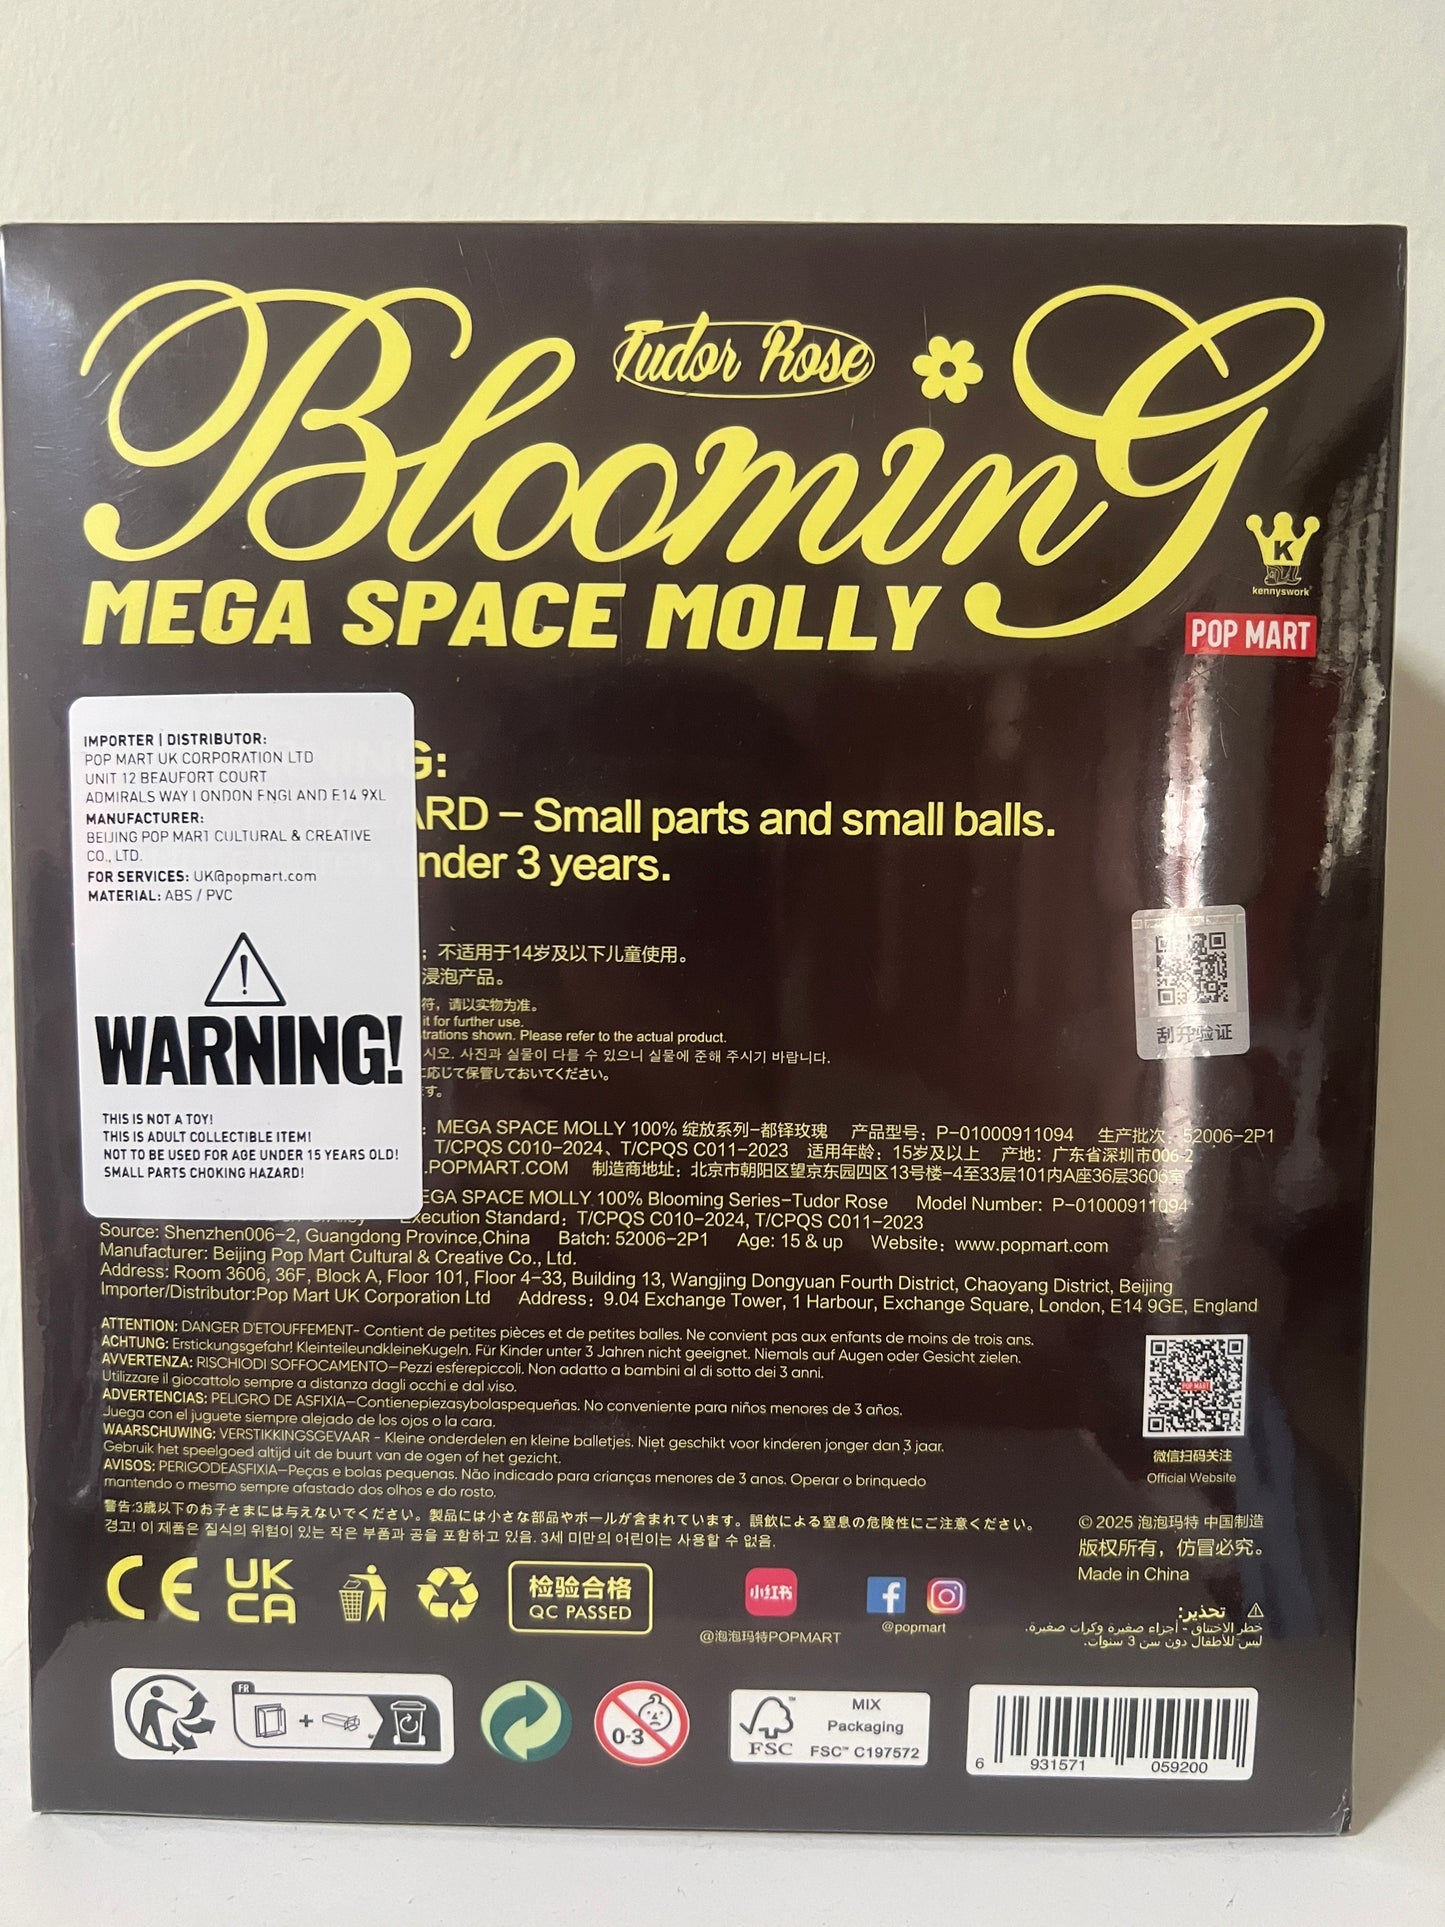 Tudor Rose
BloominG
MEGA SPACE MOLLY
K
kennyswork
POP MART
IMPORTER | DISTRIBUTOR:
POP MART UK CORPORATION LTD
UNIT 12 BEAUFORT COURT
ADMIRALS WAY LONDON ENGLAND E14 9XL
MANUFACTURER:
BEIJING POP MART CULTURAL & CREATIVE
CO., LTD.
FOR SERVICES: UK@popmart.com
MATERIAL: ABS / PVC
WARNING!
THIS IS NOT A TOY!
THIS IS ADULT COLLECTIBLE ITEM!
NOT TO BE USED FOR AGE UNDER 15 YEARS OLD!
SMALL PARTS CHOKING HAZARD!
G:
ARD – Small parts and small balls.
nder 3 years.
；不适用于14岁及以下儿童使用。
浸泡产品。
符，请以实物为准。
it for further use.
trations shown. Please refer to the actual product.
시오. 사진과 실물이 다를 수 있으니 실물에 준해 주시기 바랍니다.
に応じて保管しておいてください。
ます。
刮开验证
：MEGA SPACE MOLLY 100% 绽放系列-都铎玫瑰 产品型号：P-01000911094 生产批次：52006-2P1
T/CPQS C010-2024、T/CPQS C011-2023 适用年龄：15岁及以上 产地：广东省深圳市006-2
.POPMART.COM 制造商地址：北京市朝阳区望京东园四区13号楼-4至33层101内A座36层3606室
EGA SPACE MOLLY 100% Blooming Series-Tudor Rose Model Number: P-01000911094
Execution Standard：T/CPQS C010-2024, T/CPQS C011-2023
Source: Shenzhen006-2, Guangdong Province,China Batch: 52006-2P1 Age: 15 & up Website：www.popmart.com
Manufacturer: Beijing Pop Mart Cultural & Creative Co., Ltd.
Address: Room 3606, 36F, Block A, Floor 101, Floor 4-33, Building 13, Wangjing Dongyuan Fourth District, Chaoyang District, Beijing
Importer/Distributor:Pop Mart UK Corporation Ltd Address：9.04 Exchange Tower, 1 Harbour, Exchange Square, London, E14 9GE, England
ATTENTION: DANGER D'ETOUFFEMENT- Contient de petites pièces et de petites balles. Ne convient pas aux enfants de moins de trois ans.
ACHTUNG: Erstickungsgefahr! KleinteileundkleineKugeln. Für Kinder unter 3 Jahren nicht geeignet. Niemals auf Augen oder Gesicht zielen.
AVVERTENZA: RISCHIODI SOFFOCAMENTO—Pezzi esferepiccoli. Non adatto a bambini al di sotto dei 3 anni.
Utilizzare il giocattolo sempre a distanza dagli occhi e dal viso.
ADVERTENCIAS: PELIGRO DE ASFIXIA—Contienepiezasybolaspequeñas. No conveniente para niños menores de 3 años.
Juega con el juguete siempre alejado de los ojos o la cara.
WAARSCHUWING: VERSTIKKINGSGEVAAR - Kleine onderdelen en kleine balletjes. Niet geschikt voor kinderen jonger dan 3 jaar.
Gebruik het speelgoed altijd uit de buurt van de ogen of het gezicht.
AVISOS: PERIGODEASFIXIA—Peças e bolas pequenas. Não indicado para crianças menores de 3 anos. Operar o brinquedo
mantendo o mesmo sempre afastado dos olhos e do rosto.
警告:3歳以下のお子さまには与えないでください。製品には小さな部品やボールが含まれています。誤飲による窒息の危険性にご注意ください。
경고! 이 제품은 질식의 위험이 있는 작은 부품과 공을 포함하고 있음. 3세 미만의 어린이는 사용할 수 없음.
POP MART
微信扫码关注
Official Website
© 2025 泡泡玛特 中国制造
版权所有，仿冒必究。
Made in China
⚠ تحذير:
خطر الاختناق - أجزاء صغيرة وكرات صغيرة.
ليس للأطفال دون سن 3 سنوات.
CE
UK
CA
检验合格
QC PASSED
小红书
@泡泡玛特POPMART
@popmart
FR
0-3
FSC™
MIX
Packaging
FSC™ C197572
6 931571 059200